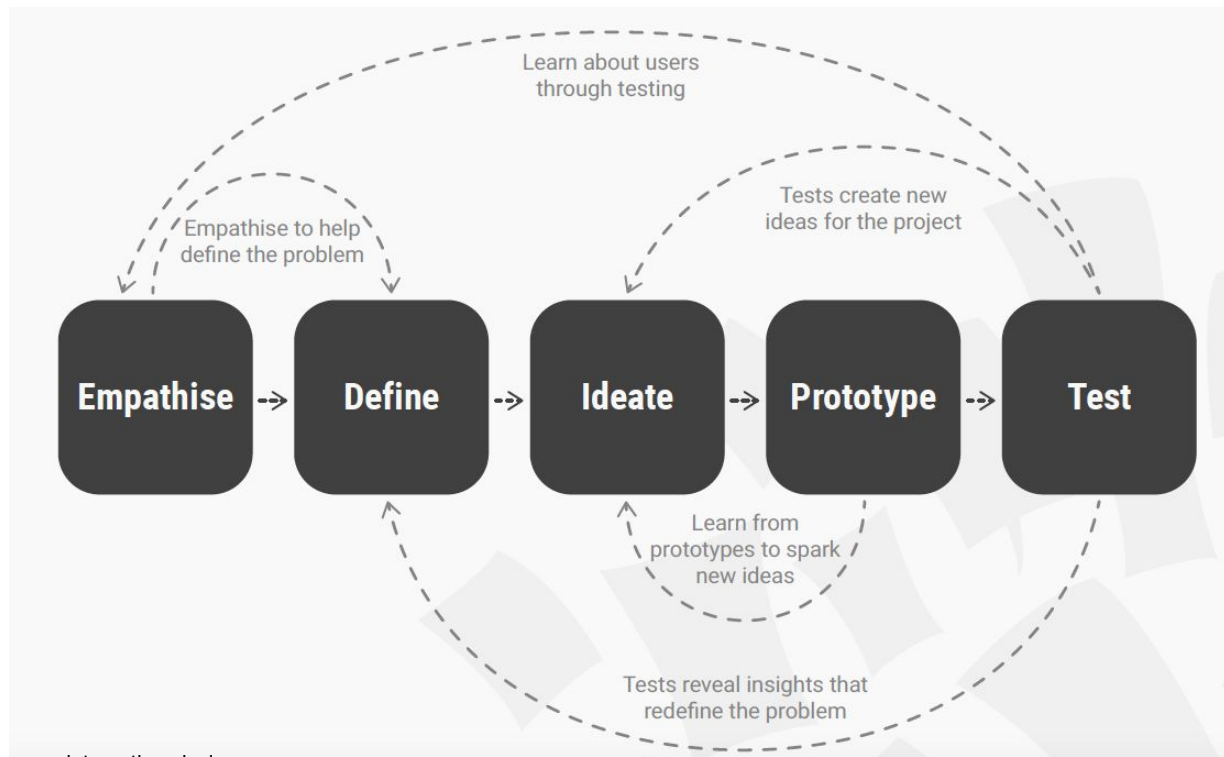 Learn about users
through testing
Tests create new
ideas for the project
Empathise to help
define the problem
Empathise
Define
Ideate
Prototype
Test
Learn from
prototypes to spark
new ideas
Tests reveal insights that
redefine the problem